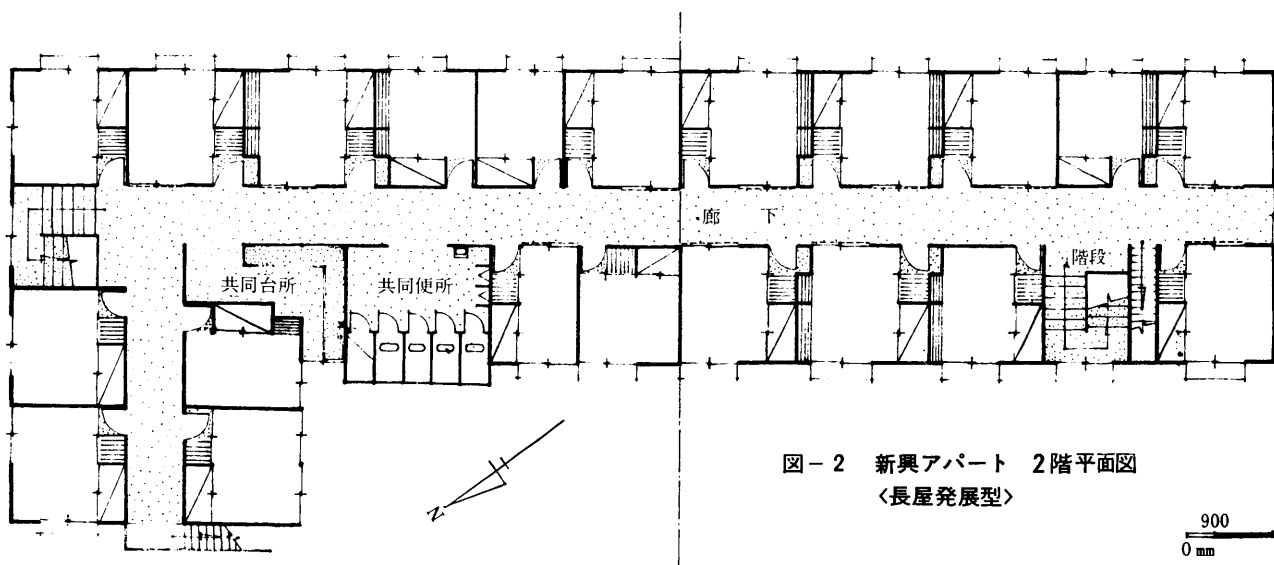 廊下
階段
共同台所
共同便所
N
図-2 新興アパート 2階平面図
〈長屋発展型〉
900
0 mm